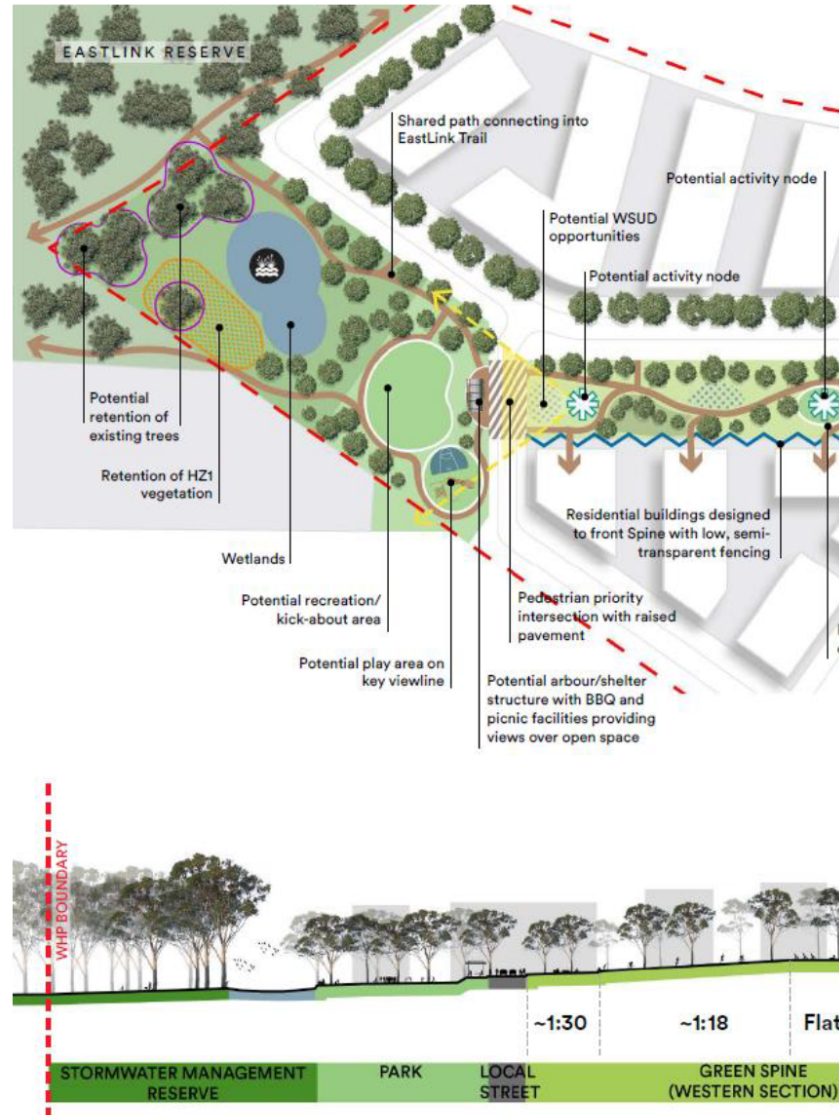 EASTLINK RESERVE
Shared path connecting into
EastLink Trail
Potential activity node
Potential WSUD
opportunities
Potential activity node
Potential
retention of
existing trees
Retention of HZ1
vegetation
Wetlands
Residential buildings designed
to front Spine with low, semi-
transparent fencing
Potential recreation/
kick-about area
Pedestrian priority
intersection with raised
pavement
Potential play area on
key viewline
Potential arbour/shelter
structure with BBQ and
picnic facilities providing
views over open space
WHP BOUNDARY
~1:30
~1:18
Flat
STORMWATER MANAGEMENT
RESERVE
PARK
LOCAL
STREET
GREEN SPINE
(WESTERN SECTION)